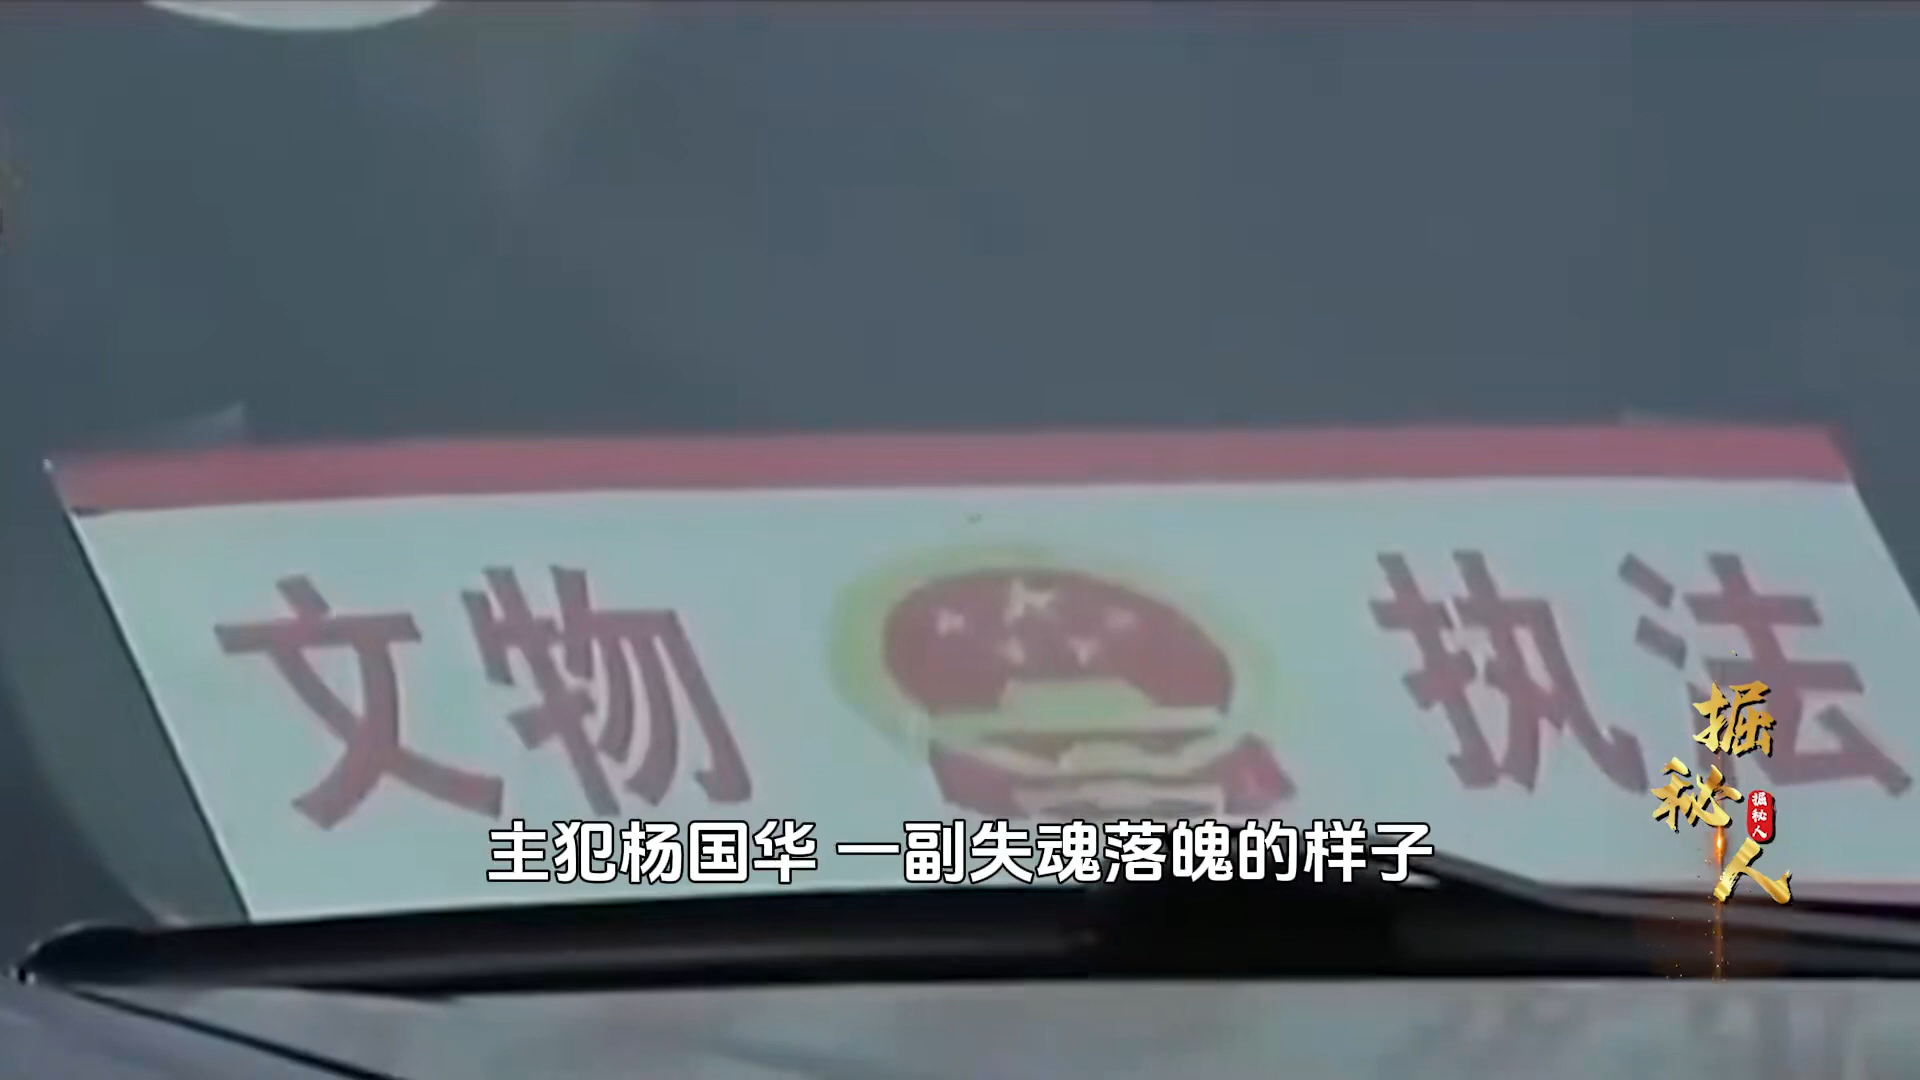 文物 执法
主犯杨国华 一副失魂落魄的样子
掘秘人
掘秘人